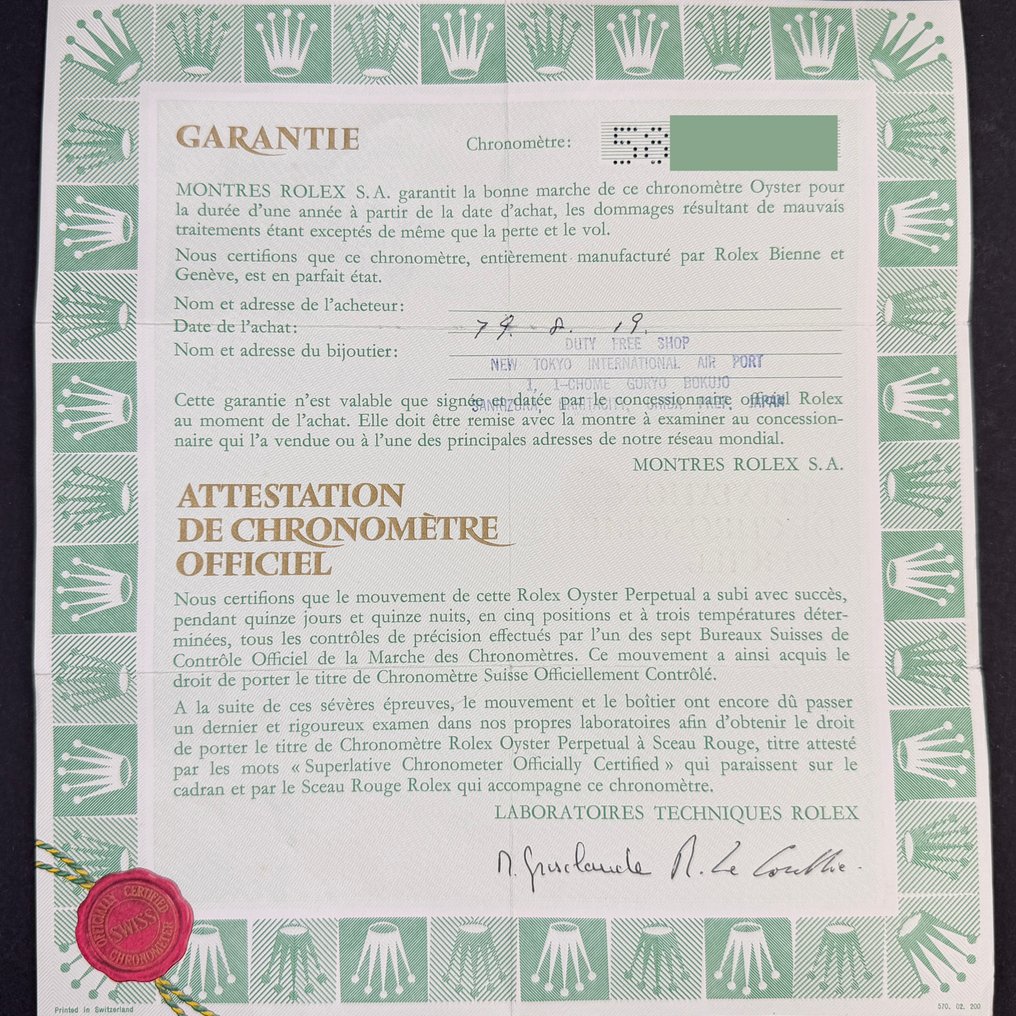 GARANTIE
Chronomètre: 58
MONTRES ROLEX S.A. garantit la bonne marche de ce chronomètre Oyster pour
la durée d'une année à partir de la date d'achat, les dommages résultant de mauvais
traitements étant exceptés de même que la perte et le vol.
Nous certifions que ce chronomètre, entièrement manufacturé par Rolex Bienne et
Genève, est en parfait état.
Nom et adresse de l'acheteur:
Date de l'achat: 79. 8. 19.
DUTY FREE SHOP
Nom et adresse du bijoutier:
NEW TOKYO INTERNATIONAL AIR PORT
1, 1-CHOME GORYO BOKUJO
SANRIZUKA, JAPAN
Cette garantie n'est valable que signée et datée par le concessionnaire officiel Rolex
au moment de l'achat. Elle doit être remise avec la montre à examiner au concession-
naire qui l'a vendue ou à l'une des principales adresses de notre réseau mondial.
MONTRES ROLEX S.A.
ATTESTATION
DE CHRONOMÈTRE
OFFICIEL
Nous certifions que le mouvement de cette Rolex Oyster Perpetual a subi avec succès,
pendant quinze jours et quinze nuits, en cinq positions et à trois températures déter-
minées, tous les contrôles de précision effectués par l'un des sept Bureaux Suisses de
Contrôle Officiel de la Marche des Chronomètres. Ce mouvement a ainsi acquis le
droit de porter le titre de Chronomètre Suisse Officiellement Contrôlé.
A la suite de ces sévères épreuves, le mouvement et le boîtier ont encore dû passer
un dernier et rigoureux examen dans nos propres laboratoires afin d'obtenir le droit
de porter le titre de Chronomètre Rolex Oyster Perpetual à Sceau Rouge, titre attesté
par les mots « Superlative Chronometer Officially Certified » qui paraissent sur le
cadran et par le Sceau Rouge Rolex qui accompagne ce chronomètre.
LABORATOIRES TECHNIQUES ROLEX
OFFICIALLY CERTIFIED
SWISS
CHRONOMETER
Printed in Switzerland
570. 02. 200